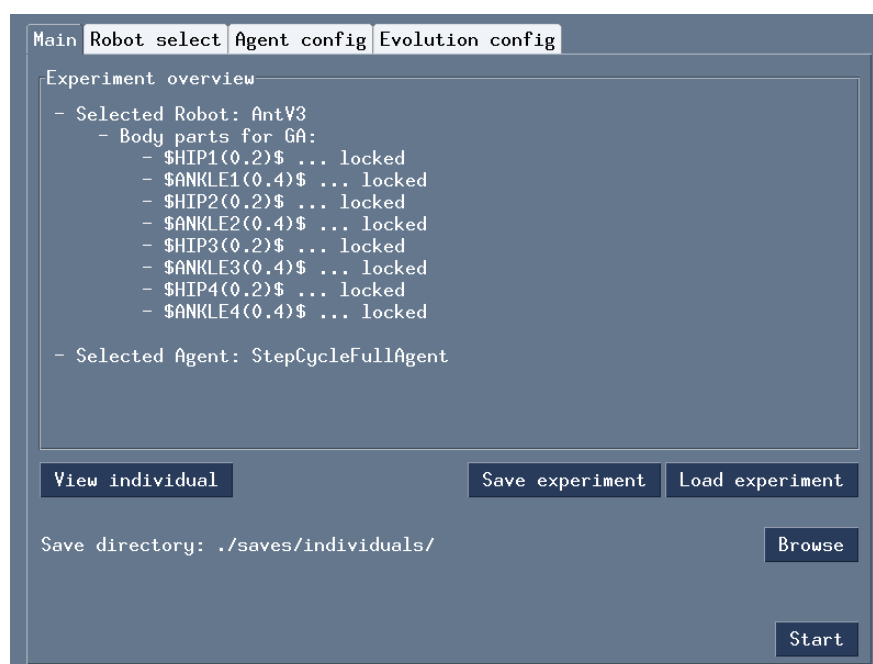 Main Robot select Agent config Evolution config
Experiment overview
- Selected Robot: AntV3
- Body parts for GA:
- $HIP1(0.2)$ ... locked
- $ANKLE1(0.4)$ ... locked
- $HIP2(0.2)$ ... locked
- $ANKLE2(0.4)$ ... locked
- $HIP3(0.2)$ ... locked
- $ANKLE3(0.4)$ ... locked
- $HIP4(0.2)$ ... locked
- $ANKLE4(0.4)$ ... locked
- Selected Agent: StepCycleFullAgent
View individual Save experiment Load experiment
Save directory: ./saves/individuals/ Browse
Start